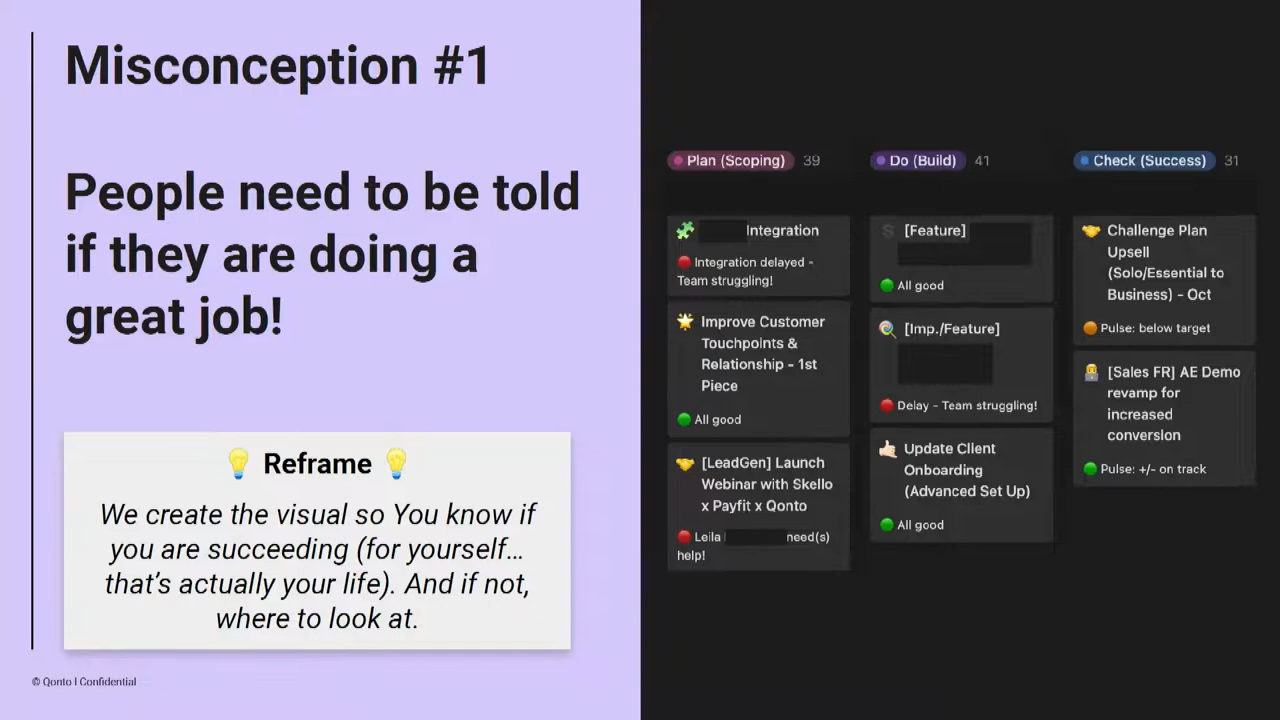 Misconception #1
People need to be told
if they are doing a
great job!
Reframe
We create the visual so You know if
you are succeeding (for yourself...
that's actually your life). And if not,
where to look at.
© Qonto I Confidential
Plan (Scoping) 39
Integration
Integration delayed -
Team struggling!
Improve Customer
Touchpoints &
Relationship - 1st
Piece
All good
[LeadGen] Launch
Webinar with Skello
x Payfit x Qonto
Leila need(s)
help!
Do (Build) 41
[Feature]
All good
[Imp./Feature]
Delay - Team struggling!
Update Client
Onboarding
(Advanced Set Up)
All good
Check (Success) 31
Challenge Plan
Upsell
(Solo/Essential to
Business) - Oct
Pulse: below target
[Sales FR] AE Demo
revamp for
increased
conversion
Pulse: +/- on track